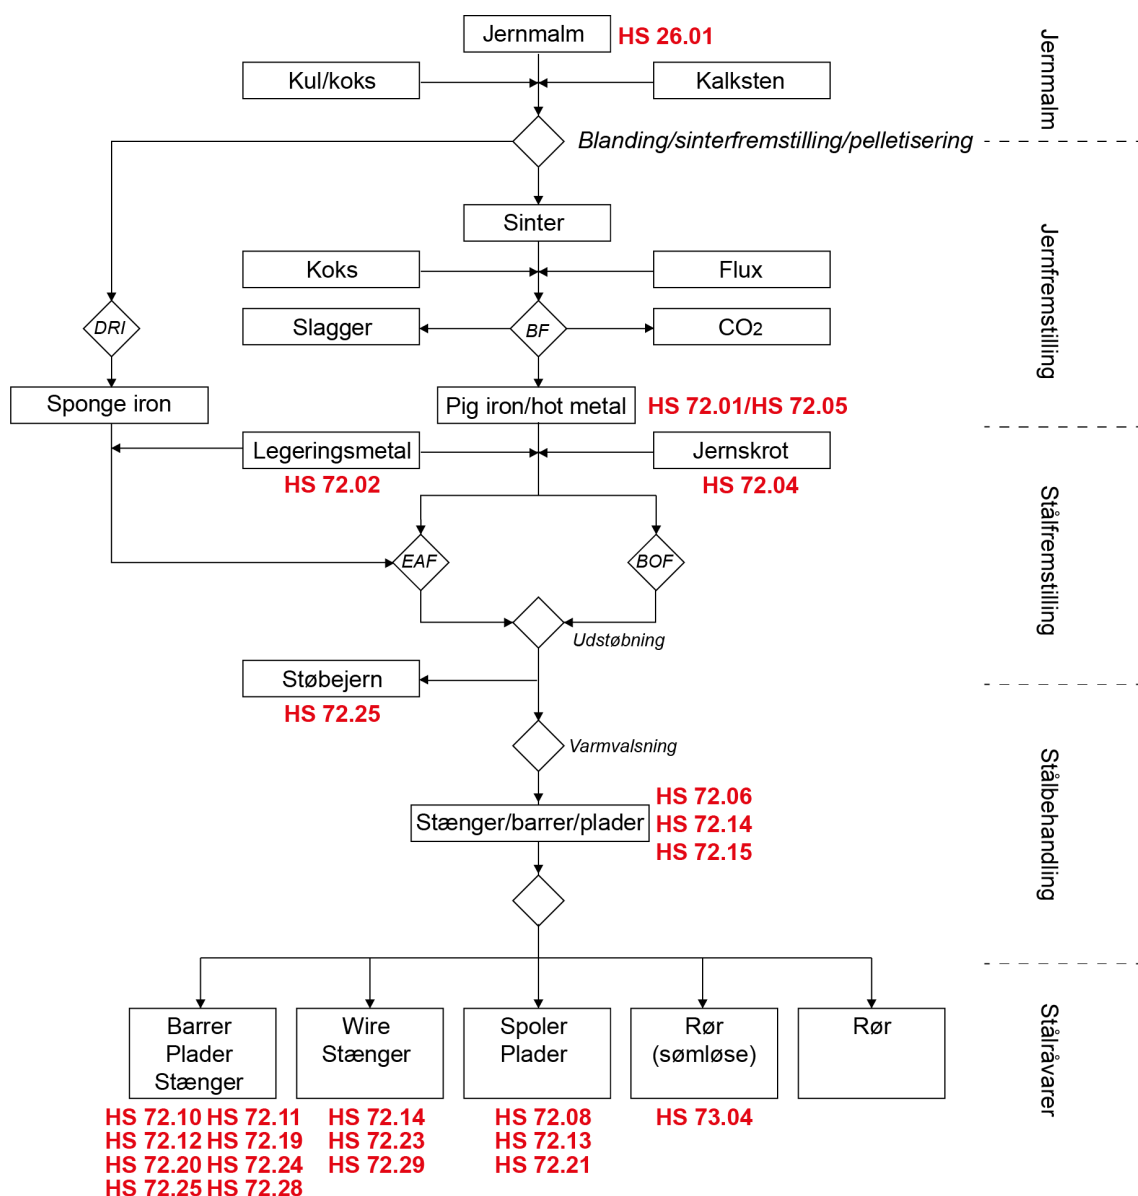 Jernmalm
HS 26.01
Kul/koks
Kalksten
Jernmalm
Blanding/sinterfremstilling/pelletisering
Sinter
Koks
Flux
DRI
Slagger
BF
CO2
Jernfremstilling
Sponge iron
Pig iron/hot metal
HS 72.01/HS 72.05
Legeringsmetal
Jernskrot
HS 72.02
HS 72.04
EAF
BOF
Stålfremstilling
Udstøbning
Støbejern
HS 72.25
Varmvalsning
Stænger/barrer/plader
HS 72.06
HS 72.14
HS 72.15
Stålbehandling
Barrer
Plader
Stænger
Wire
Stænger
Spoler
Plader
Rør
(sømløse)
Rør
Stålråvarer
HS 72.10 HS 72.11
HS 72.12 HS 72.19
HS 72.20 HS 72.24
HS 72.25 HS 72.28
HS 72.14
HS 72.23
HS 72.29
HS 72.08
HS 72.13
HS 72.21
HS 73.04